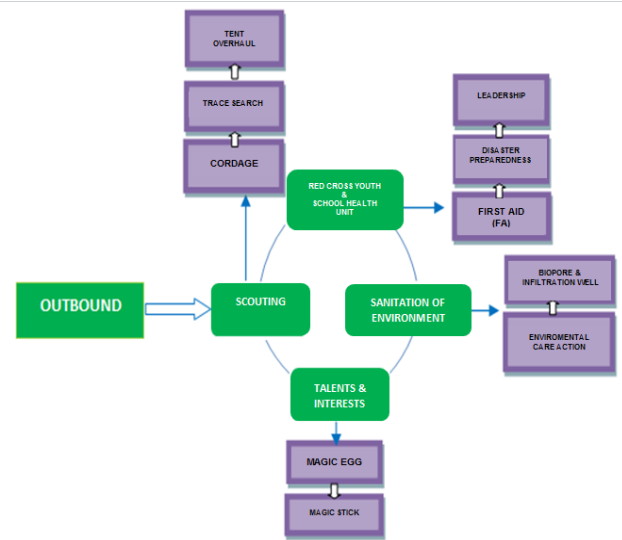 TENT
OVERHAUL
TRACE SEARCH
CORDAGE
LEADERSHIP
DISASTER
PREPAREDNESS
FIRST AID
(FA)
RED CROSS YOUTH
&
SCHOOL HEALTH
UNIT
OUTBOUND
SCOUTING
SANITATION OF
ENVIRONMENT
BIOPORE &
INFILTRATION WELL
ENVIROMENTAL
CARE ACTION
TALENTS &
INTERESTS
MAGIC EGG
MAGIC STICK